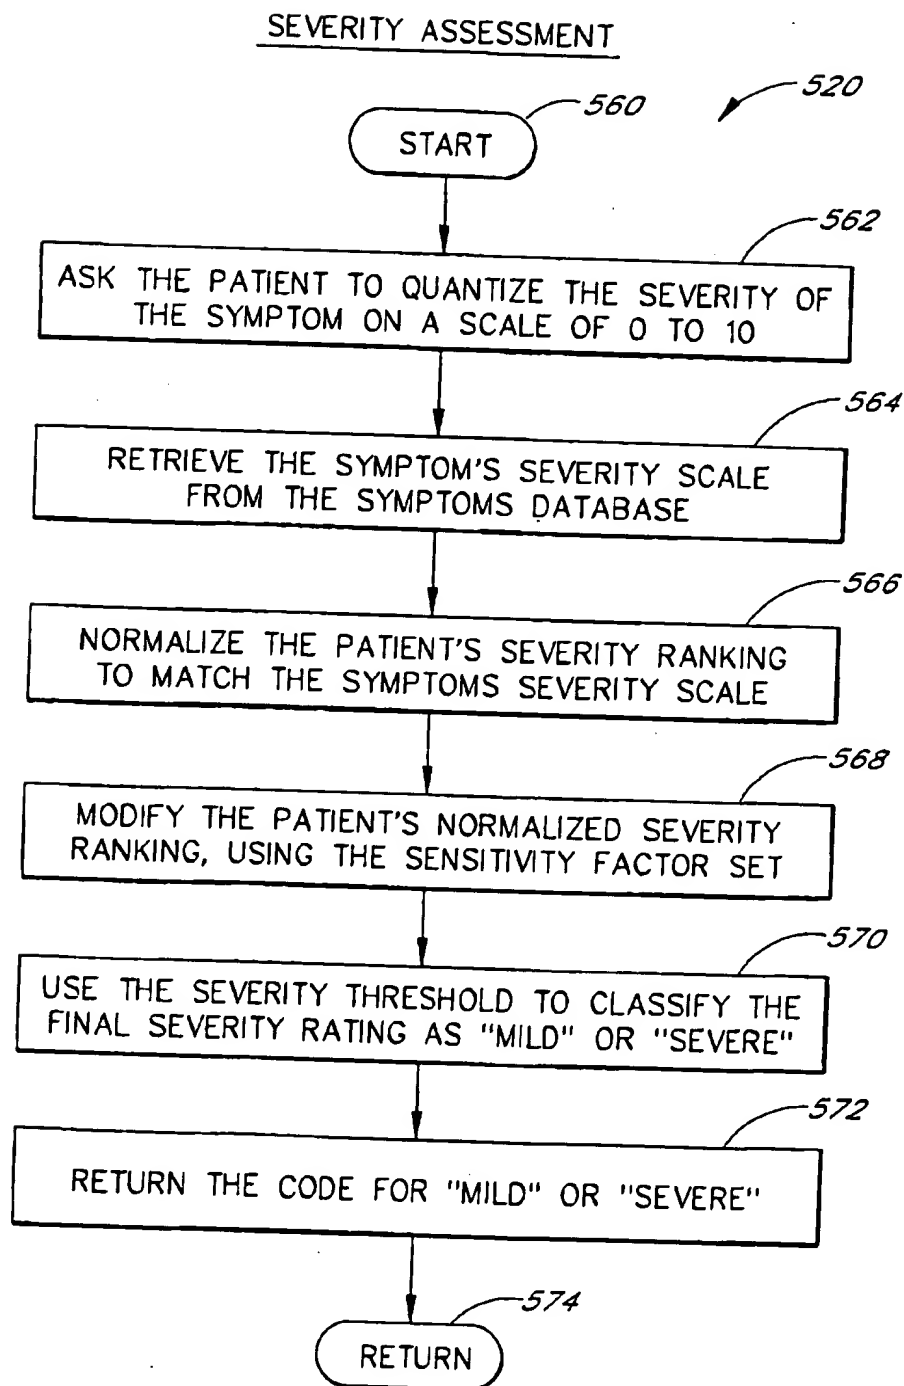 SEVERITY ASSESSMENT
520
560
START
562
ASK THE PATIENT TO QUANTIZE THE SEVERITY OF
THE SYMPTOM ON A SCALE OF 0 TO 10
564
RETRIEVE THE SYMPTOM'S SEVERITY SCALE
FROM THE SYMPTOMS DATABASE
566
NORMALIZE THE PATIENT'S SEVERITY RANKING
TO MATCH THE SYMPTOMS SEVERITY SCALE
568
MODIFY THE PATIENT'S NORMALIZED SEVERITY
RANKING, USING THE SENSITIVITY FACTOR SET
570
USE THE SEVERITY THRESHOLD TO CLASSIFY THE
FINAL SEVERITY RATING AS "MILD" OR "SEVERE"
572
RETURN THE CODE FOR "MILD" OR "SEVERE"
574
RETURN